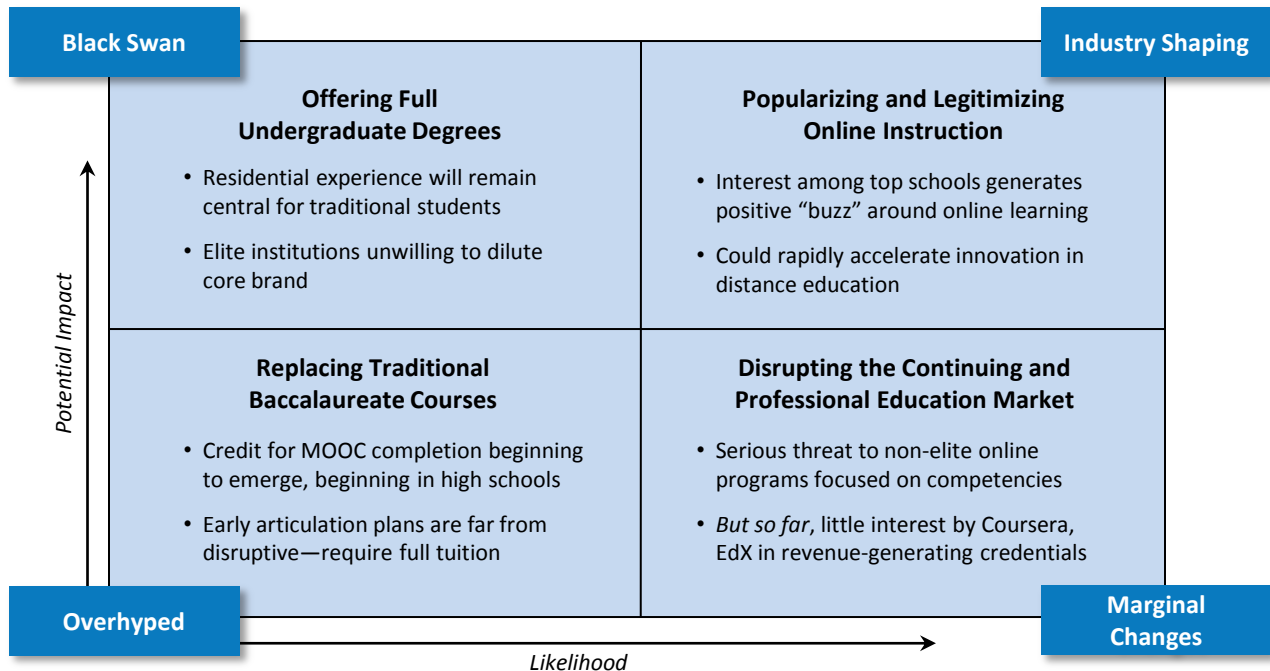 Black Swan
Industry Shaping
Offering Full
Undergraduate Degrees
• Residential experience will remain
central for traditional students
• Elite institutions unwilling to dilute
core brand
Popularizing and Legitimizing
Online Instruction
• Interest among top schools generates
positive “buzz” around online learning
• Could rapidly accelerate innovation in
distance education
Potential Impact
Replacing Traditional
Baccalaureate Courses
• Credit for MOOC completion beginning
to emerge, beginning in high schools
• Early articulation plans are far from
disruptive—require full tuition
Disrupting the Continuing and
Professional Education Market
• Serious threat to non-elite online
programs focused on competencies
• But so far, little interest by Coursera,
EdX in revenue-generating credentials
Overhyped
Marginal
Changes
Likelihood